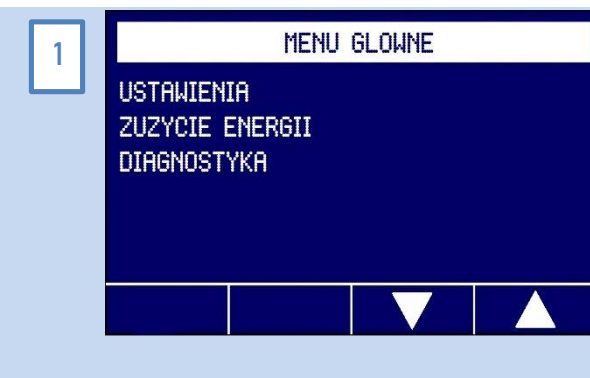 1
MENU GLOWNE
USTAWIENIA
ZUZYCIE ENERGII
DIAGNOSTYKA